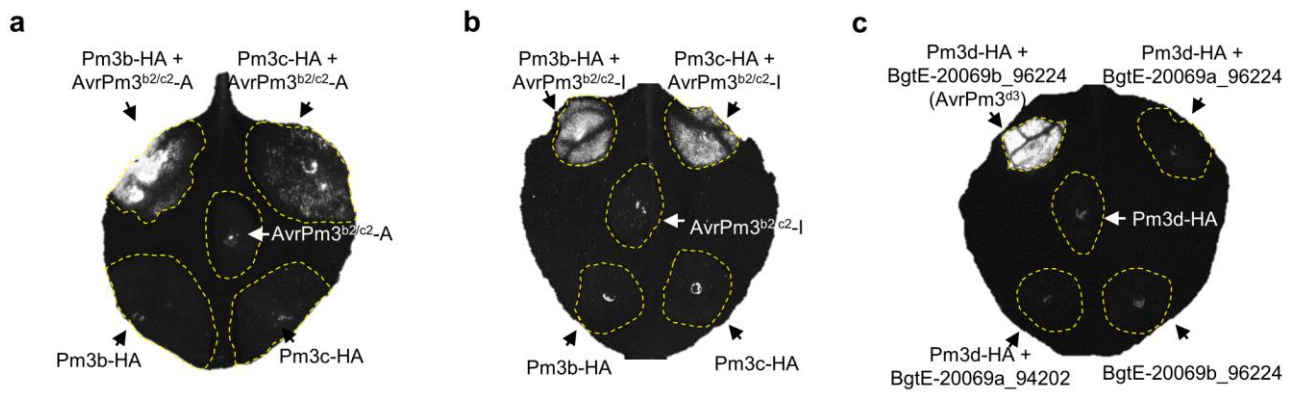 a
Pm3b-HA +
AvrPm3ᵇ²/ᶜ²-A
Pm3c-HA +
AvrPm3ᵇ²/ᶜ²-A
AvrPm3ᵇ²/ᶜ²-A
Pm3b-HA
Pm3c-HA
b
Pm3b-HA +
AvrPm3ᵇ²/ᶜ²-I
Pm3c-HA +
AvrPm3ᵇ²/ᶜ²-I
AvrPm3ᵇ²/ᶜ²-I
Pm3b-HA
Pm3c-HA
c
Pm3d-HA +
BgtE-20069b_96224
(AvrPm3ᵈ³)
Pm3d-HA +
BgtE-20069a_96224
Pm3d-HA
Pm3d-HA +
BgtE-20069a_94202
BgtE-20069b_96224